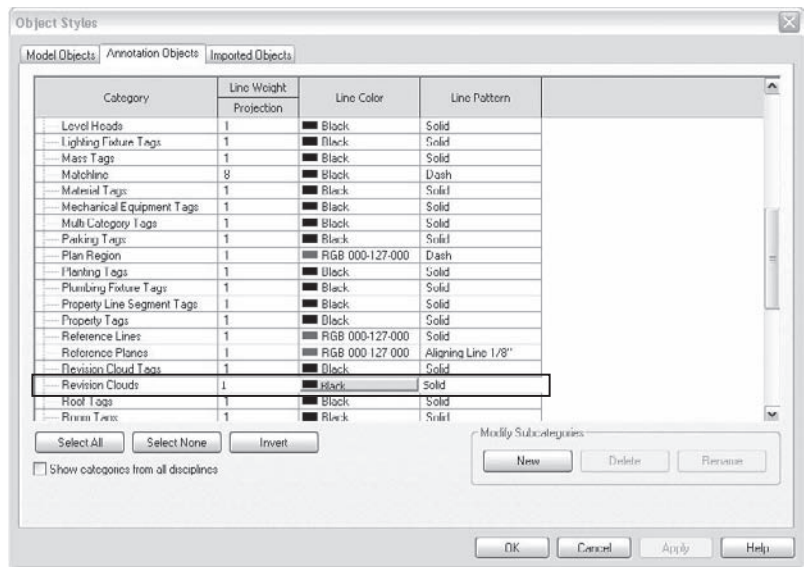 Object Styles
Model Objects Annotation Objects Imported Objects
Category Line Weight Line Color Line Pattern
Projection
Level Heads 1 Black Solid
Lighting Fixture Tags 1 Black Solid
Mass Tags 1 Black Solid
Matchline 8 Black Dash
Material Tags 1 Black Solid
Mechanical Equipment Tags 1 Black Solid
Multi Category Tags 1 Black Solid
Parking Tags 1 Black Solid
Plan Region 1 RGB 000-127-000 Dash
Planting Tags 1 Black Solid
Plumbing Fixture Tags 1 Black Solid
Property Line Segment Tags 1 Black Solid
Property Tags 1 Black Solid
Reference Lines 1 RGB 000-127-000 Solid
Reference Planes 1 RGB 000 127 000 Aligning Line 1/8"
Revision Cloud Tags 1 Black Solid
Revision Clouds 1 Black Solid
Roof Tags 1 Black Solid
Room Tags 1 Black Solid
Select All Select None Invert
Modify Subcategories
New Delete Rename
Show categories from all disciplines
OK Cancel Apply Help